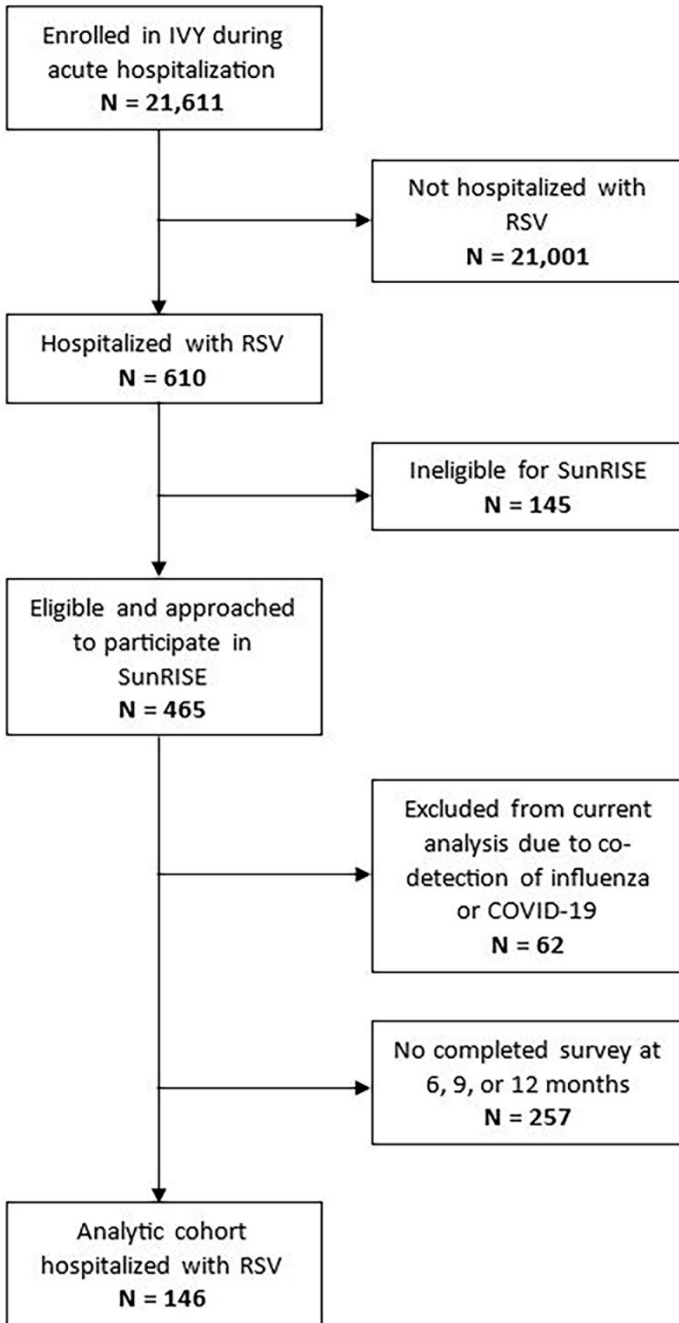 Enrolled in IVY during
acute hospitalization
N = 21,611
Not hospitalized with
RSV
N = 21,001
Hospitalized with RSV
N = 610
Ineligible for SunRISE
N = 145
Eligible and approached
to participate in
SunRISE
N = 465
Excluded from current
analysis due to co-
detection of influenza
or COVID-19
N = 62
No completed survey at
6, 9, or 12 months
N = 257
Analytic cohort
hospitalized with RSV
N = 146